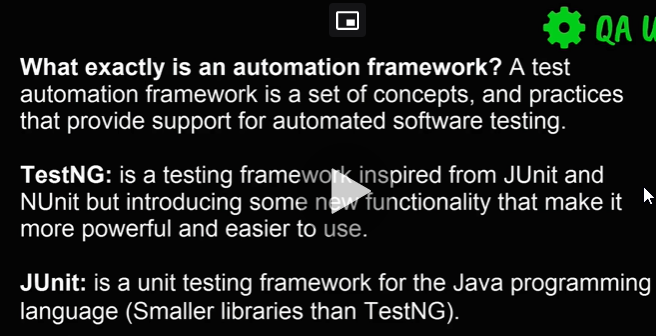 QA U
What exactly is an automation framework? A test
automation framework is a set of concepts, and practices
that provide support for automated software testing.
TestNG: is a testing framework inspired from JUnit and
NUnit but introducing some new functionality that make it
more powerful and easier to use.
JUnit: is a unit testing framework for the Java programming
language (Smaller libraries than TestNG).